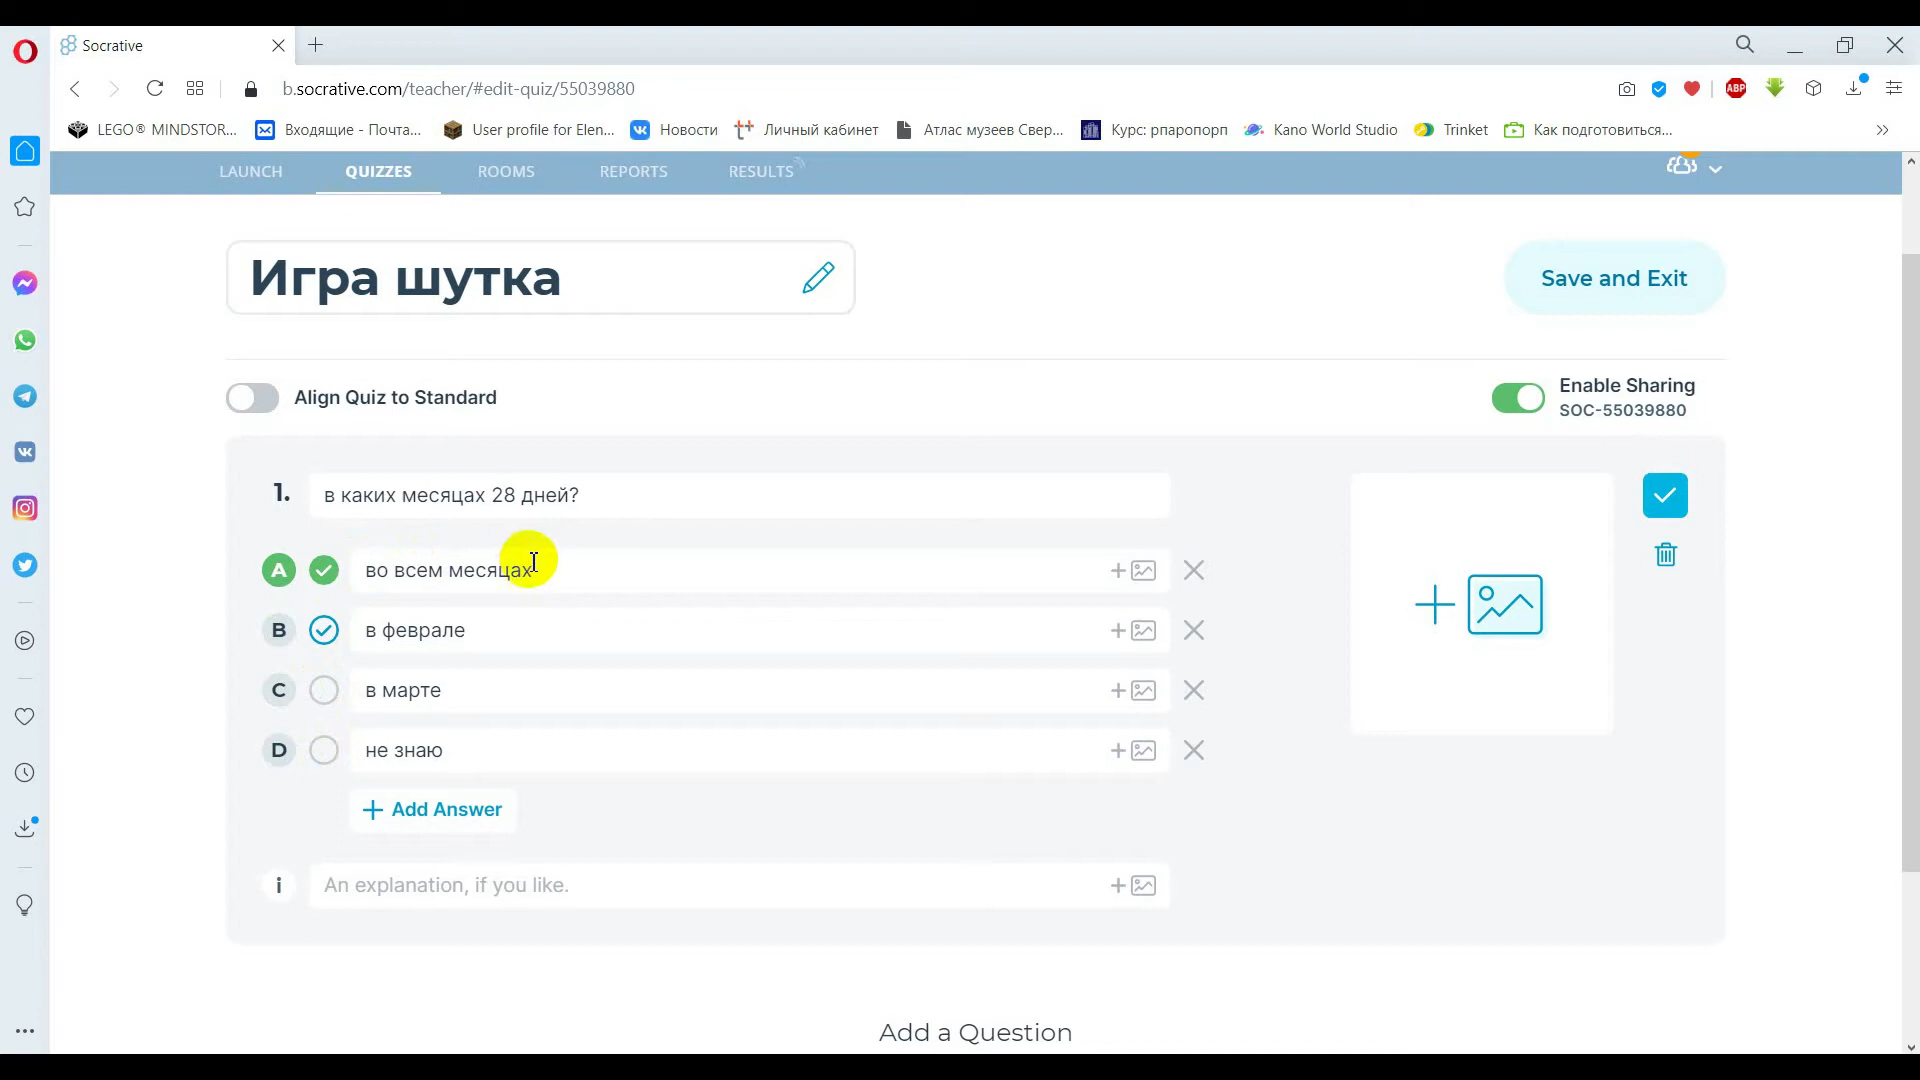 Socrative
b.socrative.com/teacher/#edit-quiz/55039880
ABP
LEGO® MINDSTOR... Входящие - Почта... User profile for Elen... Новости Личный кабинет Атлас музеев Свер... Курс: рпаропорп Kano World Studio Trinket Как подготовиться...
LAUNCH QUIZZES ROOMS REPORTS RESULTS
Игра шутка
Save and Exit
Align Quiz to Standard
Enable Sharing
SOC-55039880
1. в каких месяцах 28 дней?
A во всем месяцах
B в феврале
C в марте
D не знаю
+ Add Answer
i An explanation, if you like.
Add a Question